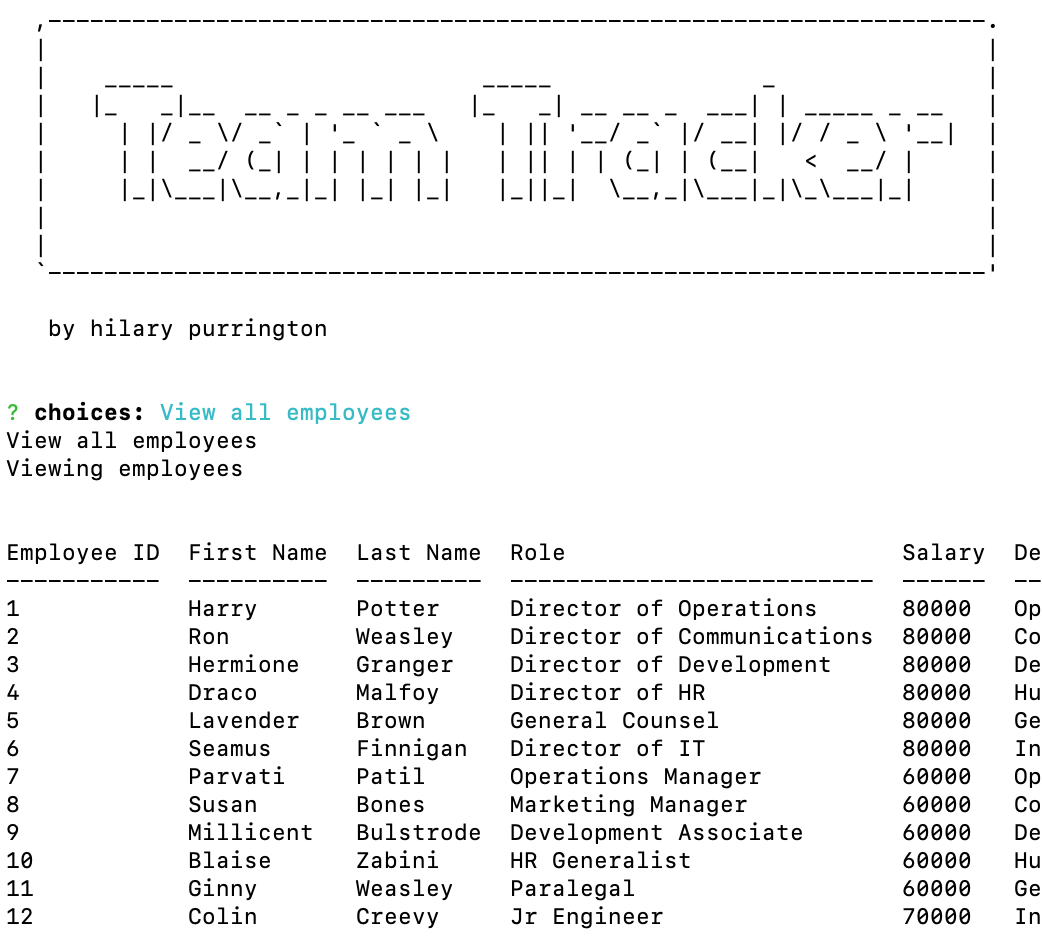 Team Tracker
by hilary purrington
? choices: View all employees
View all employees
Viewing employees
Employee ID  First Name  Last Name  Role                        Salary  De
-----------  ----------  ---------  --------------------------  ------  --
1            Harry       Potter     Director of Operations      80000   Op
2            Ron         Weasley    Director of Communications  80000   Co
3            Hermione    Granger    Director of Development     80000   De
4            Draco       Malfoy     Director of HR              80000   Hu
5            Lavender    Brown      General Counsel             80000   Ge
6            Seamus      Finnigan   Director of IT              80000   In
7            Parvati     Patil      Operations Manager          60000   Op
8            Susan       Bones      Marketing Manager           60000   Co
9            Millicent   Bulstrode  Development Associate       60000   De
10           Blaise      Zabini     HR Generalist               60000   Hu
11           Ginny       Weasley    Paralegal                   60000   Ge
12           Colin       Creevy     Jr Engineer                 70000   In